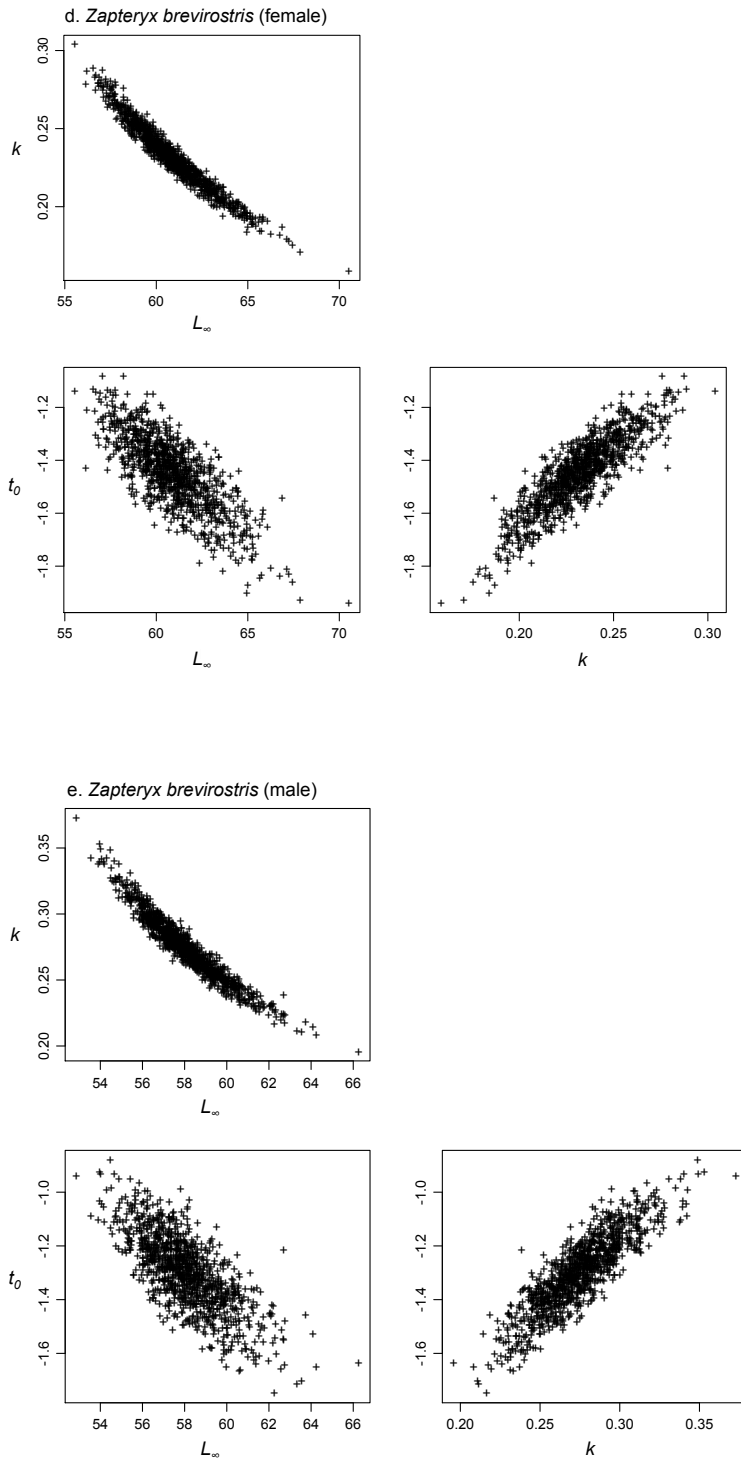 d. Zapteryx brevirostris (female)
0.30
0.25
k
0.20
55 60 65 70
L∞
-1.2
-1.4
t0
-1.6
-1.8
55 60 65 70
L∞
-1.2
-1.4
-1.6
-1.8
0.20 0.25 0.30
k
e. Zapteryx brevirostris (male)
0.35
0.30
k
0.25
0.20
54 56 58 60 62 64 66
L∞
-1.0
-1.2
t0
-1.4
-1.6
54 56 58 60 62 64 66
L∞
-1.0
-1.2
-1.4
-1.6
0.20 0.25 0.30 0.35
k